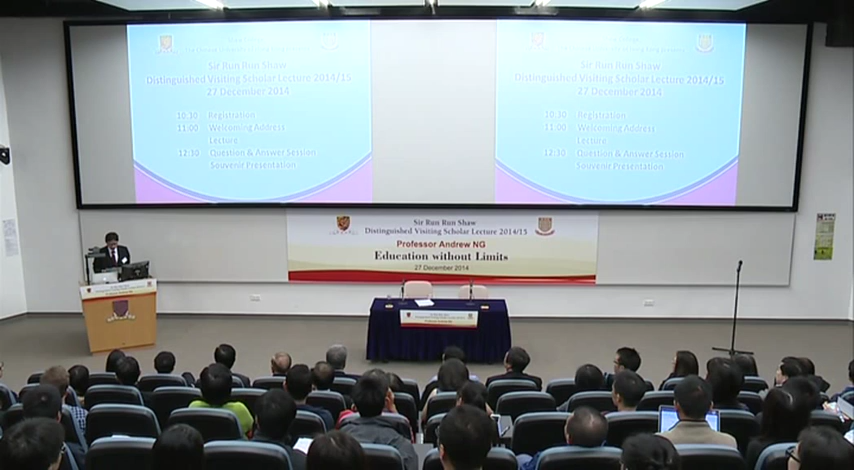 Sir Run Run Shaw
Distinguished Visiting Scholar Lecture 2014/15
27 December 2014
10:30 Registration
11:00 Welcoming Address
Lecture
12:30 Question & Answer Session
Souvenir Presentation
Sir Run Run Shaw
Distinguished Visiting Scholar Lecture 2014/15
27 December 2014
10:30 Registration
11:00 Welcoming Address
Lecture
12:30 Question & Answer Session
Souvenir Presentation
Sir Run Run Shaw
Distinguished Visiting Scholar Lecture 2014/15
Professor Andrew NG
Education without Limits
27 December 2014